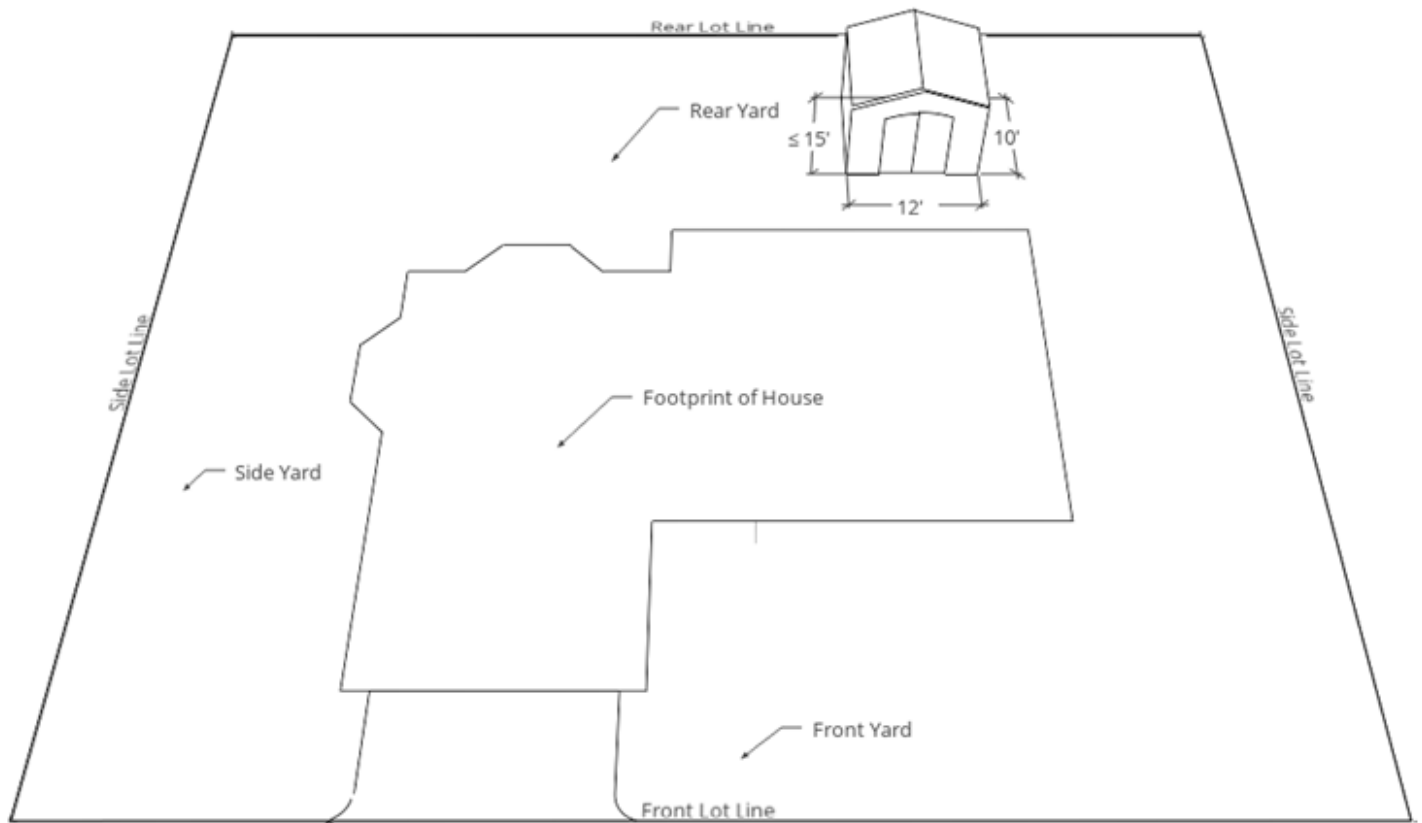 Rear Lot Line
Rear Yard
≤ 15'
10'
12'
Side Lot Line
Side Lot Line
Footprint of House
Side Yard
Front Yard
Front Lot Line